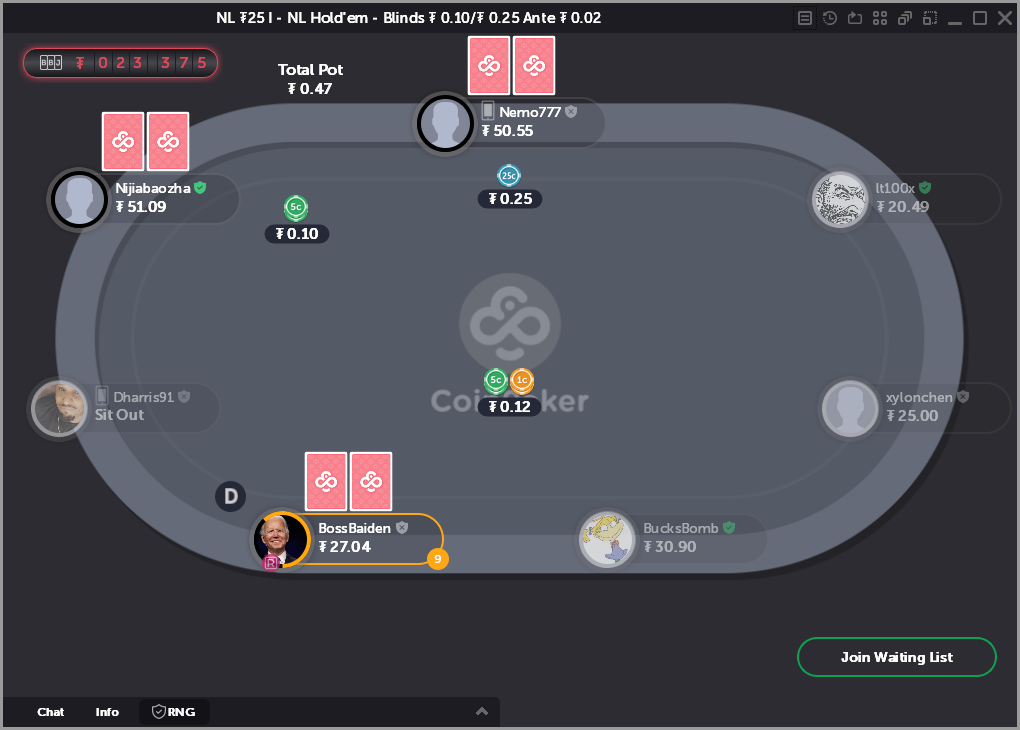 NL ₮25 I - NL Hold'em - Blinds ₮ 0.10/₮ 0.25 Ante ₮ 0.02
BBJ ₮ 0 2 3 3 7 5
Total Pot
₮ 0.47
Nemo777
₮ 50.55
Nijiabaozha
₮ 51.09
lt100x
₮ 20.49
25c
₮ 0.25
5c
₮ 0.10
5c 1c
₮ 0.12
Dharris91
Sit Out
xylonchen
₮ 25.00
D
BossBaiden
₮ 27.04
R
9
BucksBomb
₮ 30.90
Join Waiting List
Chat Info RNG